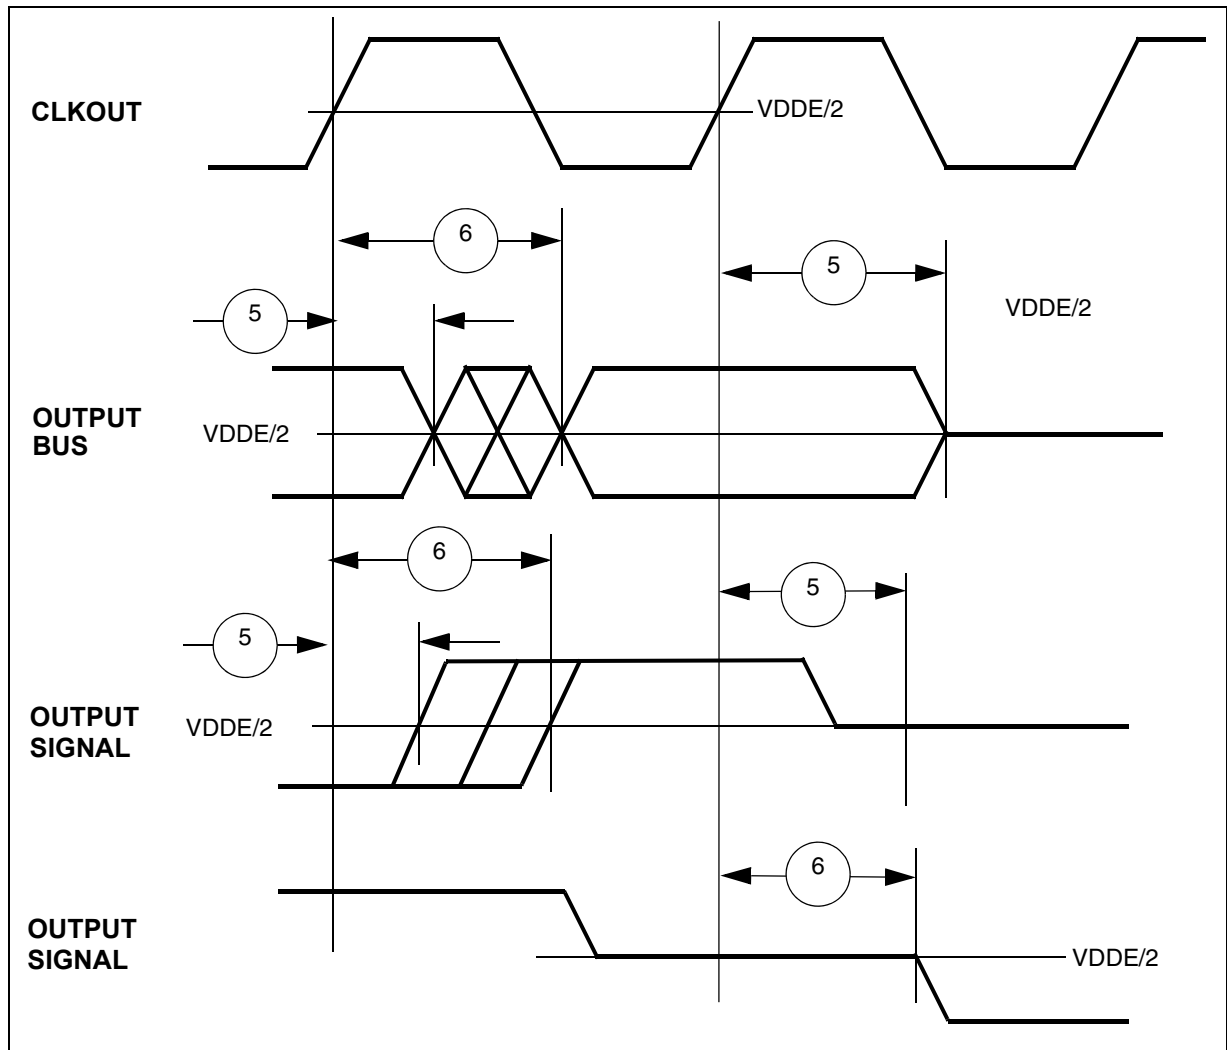 CLKOUT
VDDE/2
6
5
5
VDDE/2
OUTPUT
BUS
VDDE/2
6
5
5
OUTPUT
SIGNAL
VDDE/2
6
OUTPUT
SIGNAL
VDDE/2